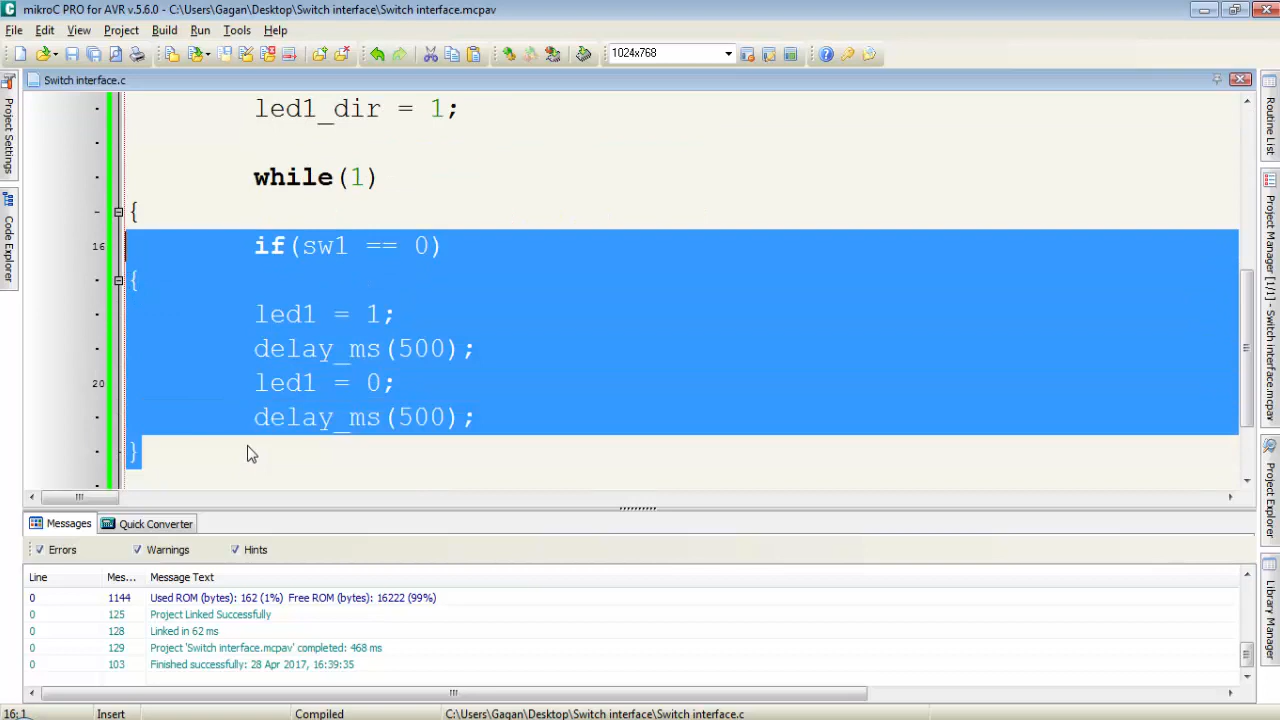 mikroC PRO for AVR v.5.6.0 - C:\Users\Gagan\Desktop\Switch interface\Switch interface.mcpav
File Edit View Project Build Run Tools Help
1024x768
Switch interface.c
Project Settings
Code Explorer
led1_dir = 1;
while(1)
{
16 if(sw1 == 0)
{
led1 = 1;
delay_ms(500);
20 led1 = 0;
delay_ms(500);
}
Routine List
Project Manager [1/1] - Switch interface.mcpav
Project Explorer
Library Manager
Messages Quick Converter
Errors Warnings Hints
Line Mes... Message Text
0 1144 Used ROM (bytes): 162 (1%) Free ROM (bytes): 16222 (99%)
0 125 Project Linked Successfully
0 128 Linked in 62 ms
0 129 Project 'Switch interface.mcpav' completed: 468 ms
0 103 Finished successfully: 28 Apr 2017, 16:39:35
16:1 Insert Compiled C:\Users\Gagan\Desktop\Switch interface\Switch interface.c